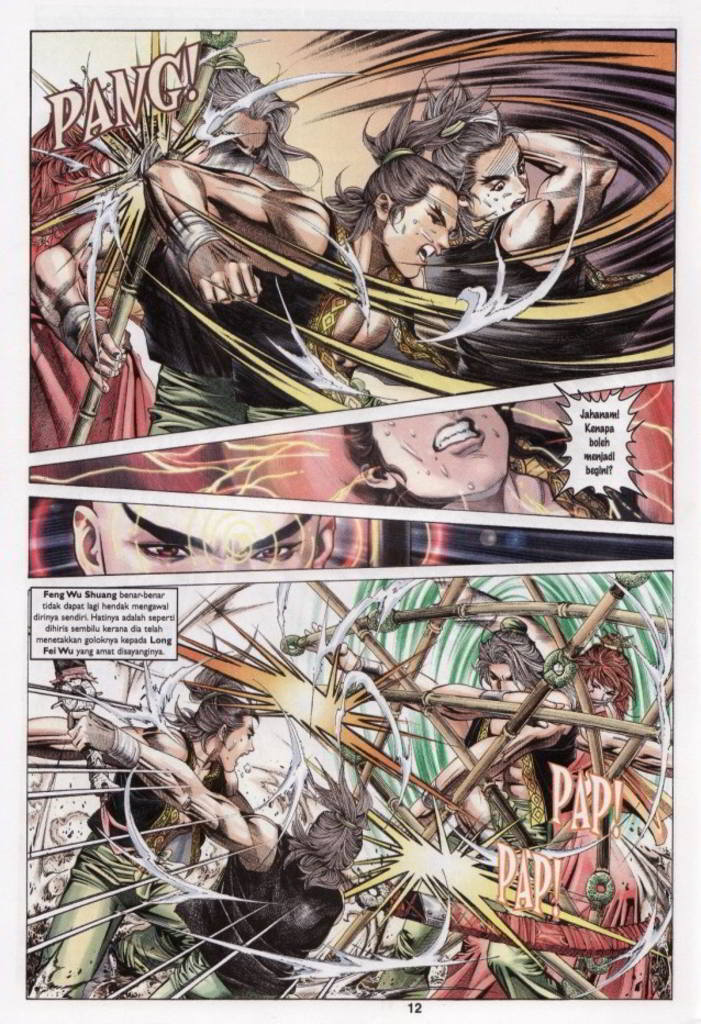 PANG!
Jahanam!
Kenapa
boleh
menjadi
begini?
Feng Wu Shuang benar-benar
tidak dapat lagi hendak mengawal
dirinya sendiri. Hatinya adalah seperti
dihiris sembilu kerana dia telah
menetakkan goloknya kepada Long
Fei Wu yang amat disayanginya.
PAP!
PAP!
12